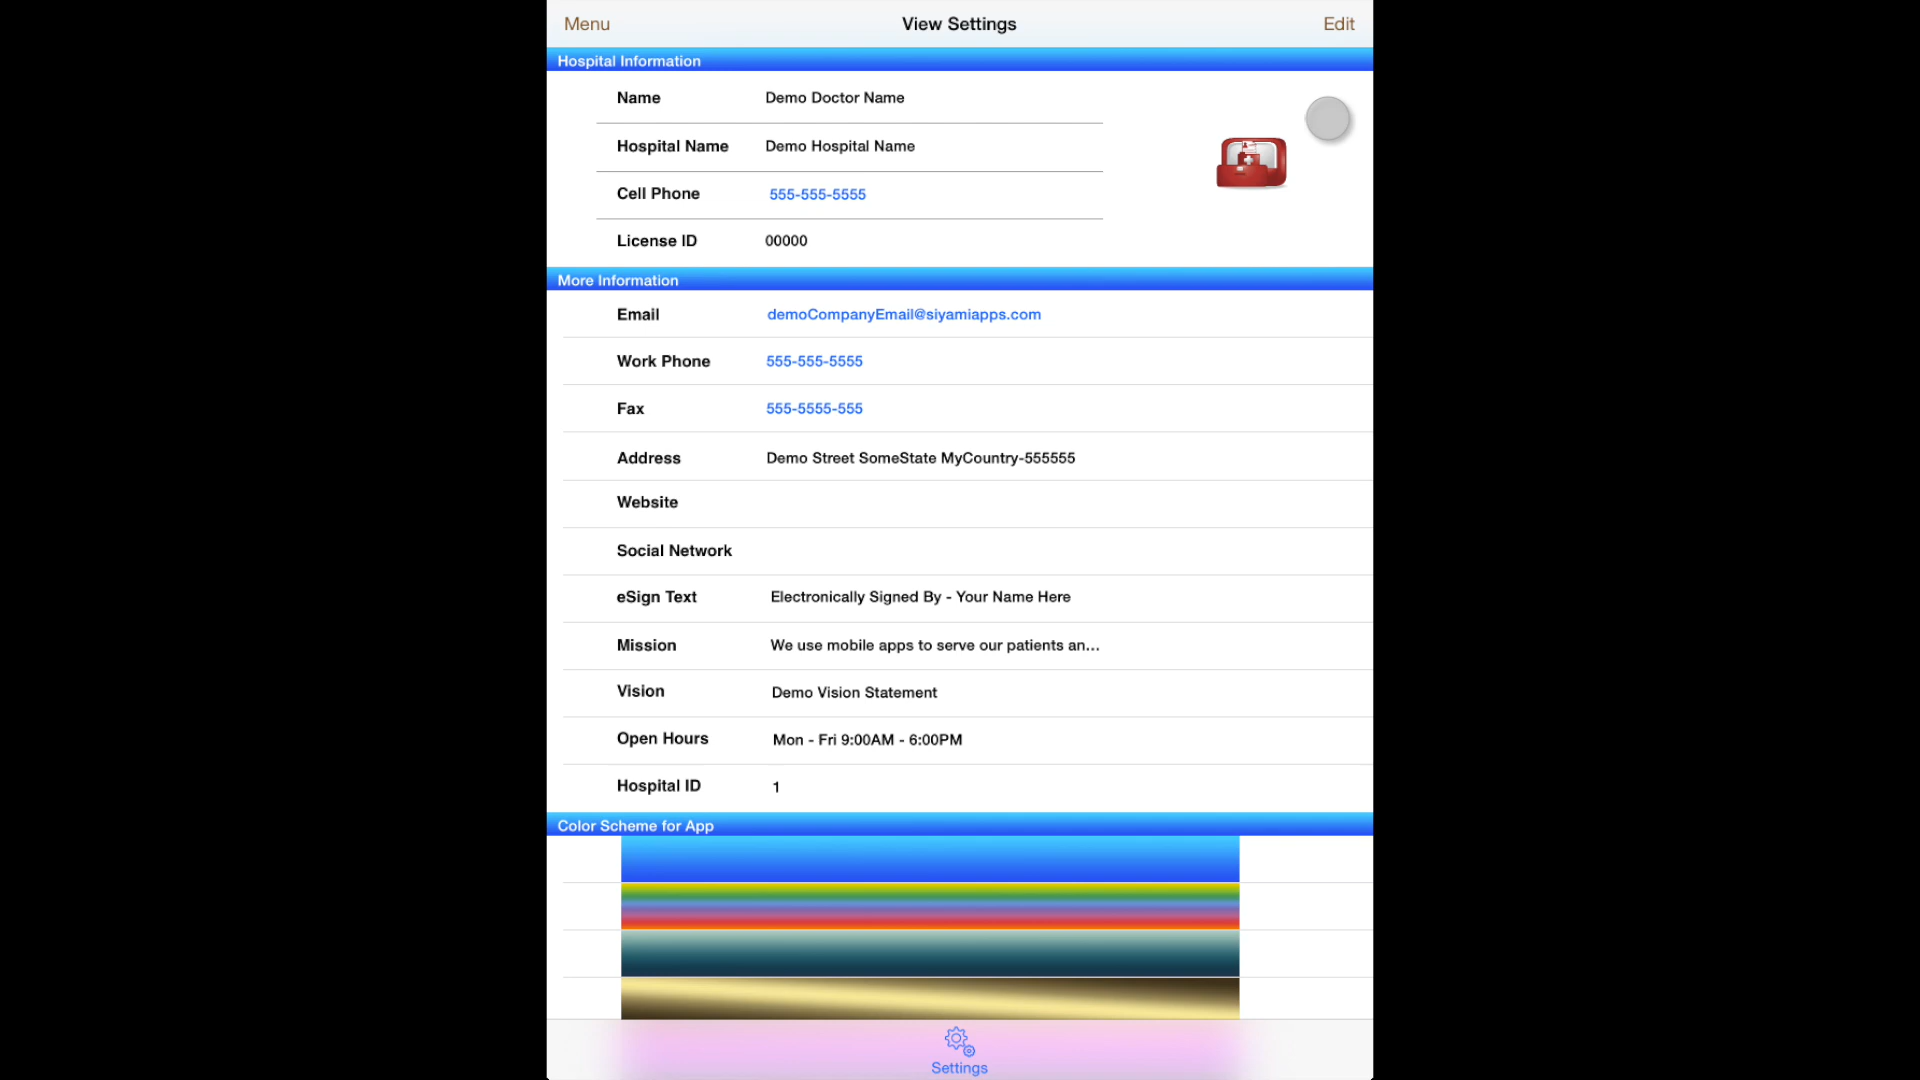 Menu
View Settings
Edit
Hospital Information
Name Demo Doctor Name
Hospital Name Demo Hospital Name
Cell Phone 555-555-5555
License ID 00000
More Information
Email demoCompanyEmail@siyamiapps.com
Work Phone 555-555-5555
Fax 555-5555-555
Address Demo Street SomeState MyCountry-555555
Website
Social Network
eSign Text Electronically Signed By - Your Name Here
Mission We use mobile apps to serve our patients an...
Vision Demo Vision Statement
Open Hours Mon - Fri 9:00AM - 6:00PM
Hospital ID 1
Color Scheme for App
Settings